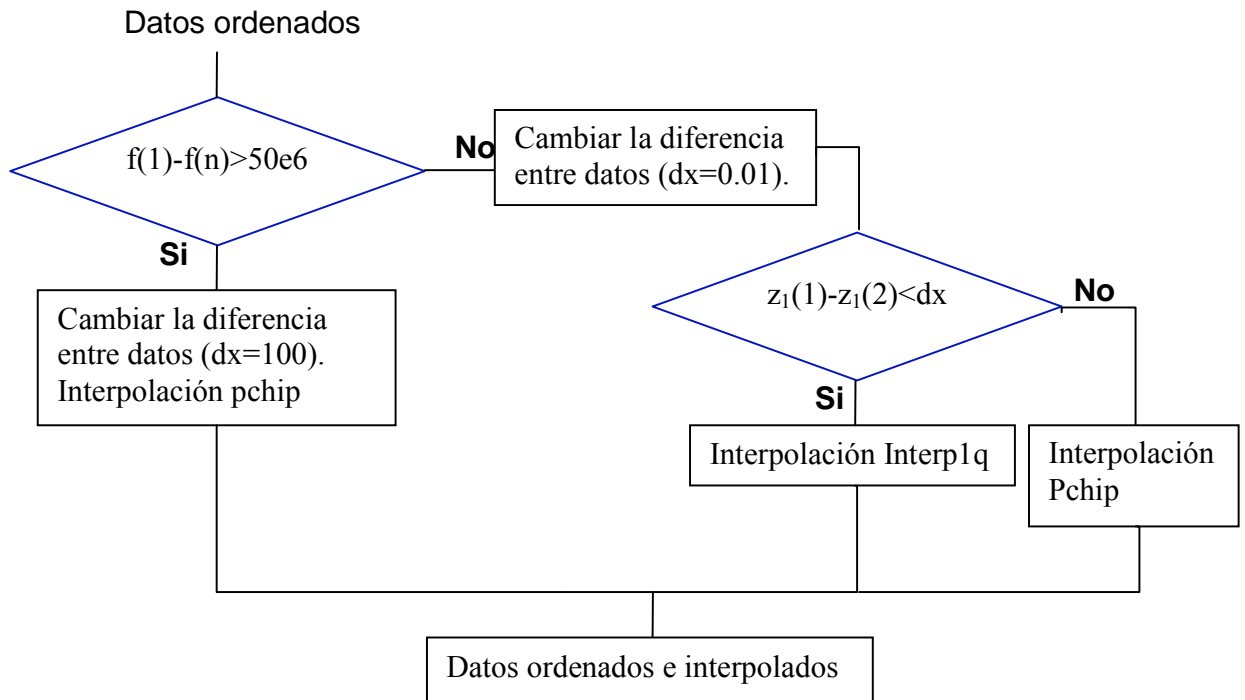 Datos ordenados
f(1)-f(n)>50e6
No
Cambiar la diferencia
entre datos (dx=0.01).
Si
z₁(1)-z₁(2)<dx
No
Cambiar la diferencia
entre datos (dx=100).
Interpolación pchip
Si
Interpolación Interp1q
Interpolación
Pchip
Datos ordenados e interpolados